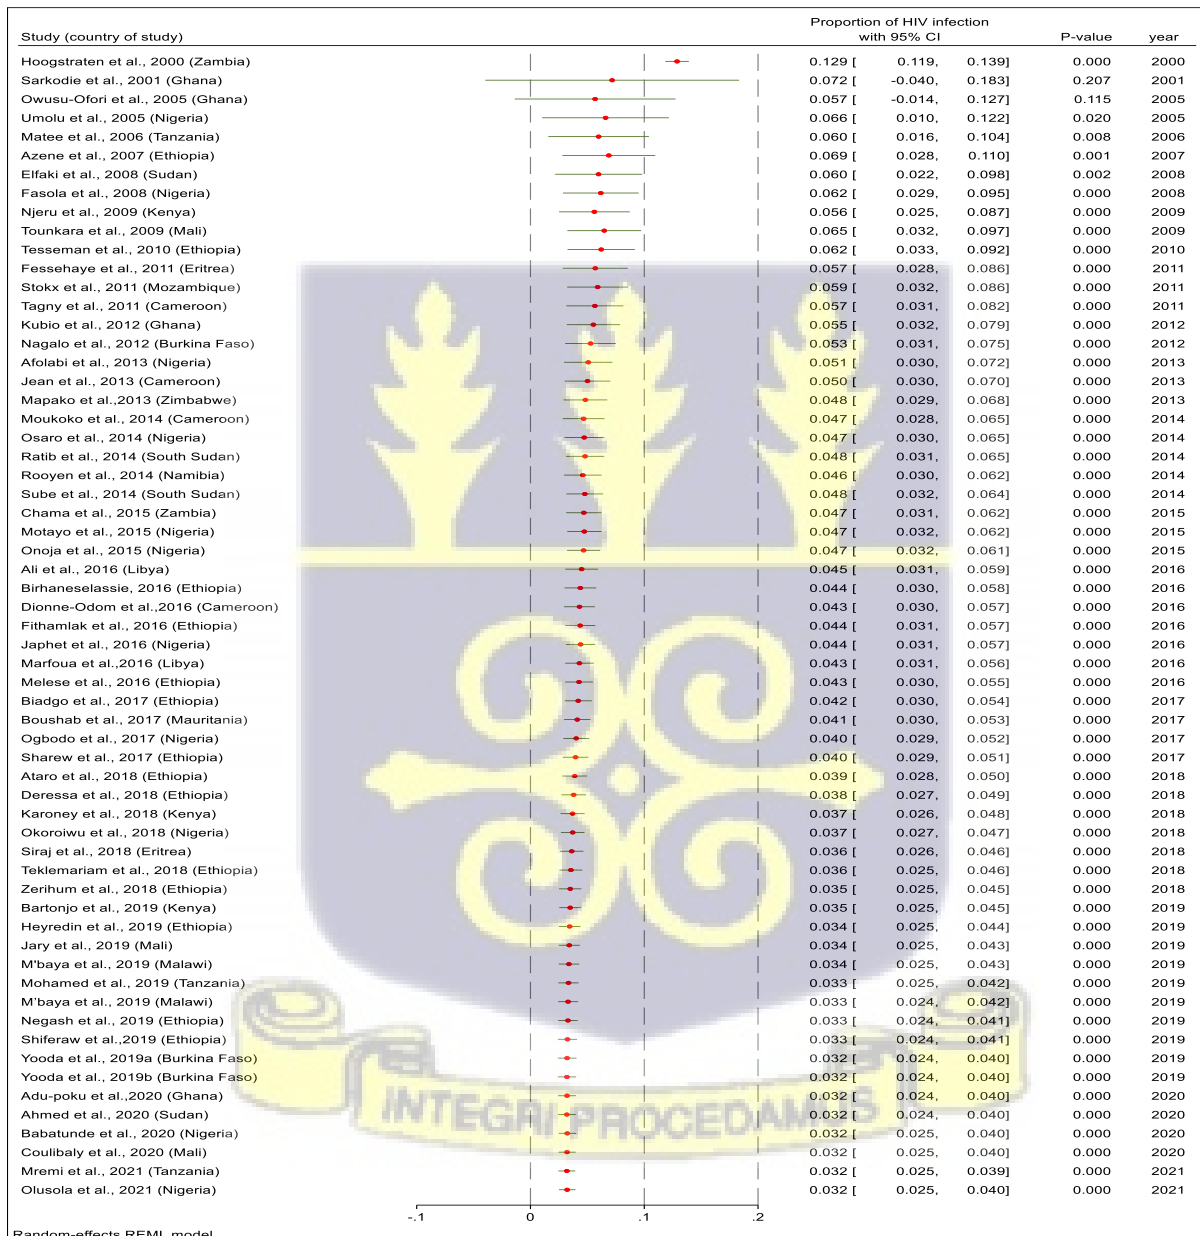 Proportion of HIV infection
Study (country of study) with 95% CI P-value year
Hoogstraten et al., 2000 (Zambia) 0.129 [ 0.119, 0.139] 0.000 2000
Sarkodie et al., 2001 (Ghana) 0.072 [ -0.040, 0.183] 0.207 2001
Owusu-Ofori et al., 2005 (Ghana) 0.057 [ -0.014, 0.127] 0.115 2005
Umolu et al., 2005 (Nigeria) 0.066 [ 0.010, 0.122] 0.020 2005
Matee et al., 2006 (Tanzania) 0.060 [ 0.016, 0.104] 0.008 2006
Azene et al., 2007 (Ethiopia) 0.069 [ 0.028, 0.110] 0.001 2007
Elfaki et al., 2008 (Sudan) 0.060 [ 0.022, 0.098] 0.002 2008
Fasola et al., 2008 (Nigeria) 0.062 [ 0.029, 0.095] 0.000 2008
Njeru et al., 2009 (Kenya) 0.056 [ 0.025, 0.087] 0.000 2009
Tounkara et al., 2009 (Mali) 0.065 [ 0.032, 0.097] 0.000 2009
Tesseman et al., 2010 (Ethiopia) 0.062 [ 0.033, 0.092] 0.000 2010
Fessehaye et al., 2011 (Eritrea) 0.057 [ 0.028, 0.086] 0.000 2011
Stokx et al., 2011 (Mozambique) 0.059 [ 0.032, 0.086] 0.000 2011
Tagny et al., 2011 (Cameroon) 0.057 [ 0.031, 0.082] 0.000 2011
Kubio et al., 2012 (Ghana) 0.055 [ 0.032, 0.079] 0.000 2012
Nagalo et al., 2012 (Burkina Faso) 0.053 [ 0.031, 0.075] 0.000 2012
Afolabi et al., 2013 (Nigeria) 0.051 [ 0.030, 0.072] 0.000 2013
Jean et al., 2013 (Cameroon) 0.050 [ 0.030, 0.070] 0.000 2013
Mapako et al.,2013 (Zimbabwe) 0.048 [ 0.029, 0.068] 0.000 2013
Moukoko et al., 2014 (Cameroon) 0.047 [ 0.028, 0.065] 0.000 2014
Osaro et al., 2014 (Nigeria) 0.047 [ 0.030, 0.065] 0.000 2014
Ratib et al., 2014 (South Sudan) 0.048 [ 0.031, 0.065] 0.000 2014
Rooyen et al., 2014 (Namibia) 0.046 [ 0.030, 0.062] 0.000 2014
Sube et al., 2014 (South Sudan) 0.048 [ 0.032, 0.064] 0.000 2014
Chama et al., 2015 (Zambia) 0.047 [ 0.031, 0.062] 0.000 2015
Motayo et al., 2015 (Nigeria) 0.047 [ 0.032, 0.062] 0.000 2015
Onoja et al., 2015 (Nigeria) 0.047 [ 0.032, 0.061] 0.000 2015
Ali et al., 2016 (Libya) 0.045 [ 0.031, 0.059] 0.000 2016
Birhaneselassie, 2016 (Ethiopia) 0.044 [ 0.030, 0.058] 0.000 2016
Dionne-Odom et al.,2016 (Cameroon) 0.043 [ 0.030, 0.057] 0.000 2016
Fithamlak et al., 2016 (Ethiopia) 0.044 [ 0.031, 0.057] 0.000 2016
Japhet et al., 2016 (Nigeria) 0.044 [ 0.031, 0.057] 0.000 2016
Marfoua et al.,2016 (Libya) 0.043 [ 0.031, 0.056] 0.000 2016
Melese et al., 2016 (Ethiopia) 0.043 [ 0.030, 0.055] 0.000 2016
Biadgo et al., 2017 (Ethiopia) 0.042 [ 0.030, 0.054] 0.000 2017
Boushab et al., 2017 (Mauritania) 0.041 [ 0.030, 0.053] 0.000 2017
Ogbodo et al., 2017 (Nigeria) 0.040 [ 0.029, 0.052] 0.000 2017
Sharew et al., 2017 (Ethiopia) 0.040 [ 0.029, 0.051] 0.000 2017
Ataro et al., 2018 (Ethiopia) 0.039 [ 0.028, 0.050] 0.000 2018
Deressa et al., 2018 (Ethiopia) 0.038 [ 0.027, 0.049] 0.000 2018
Karoney et al., 2018 (Kenya) 0.037 [ 0.026, 0.048] 0.000 2018
Okoroiwu et al., 2018 (Nigeria) 0.037 [ 0.027, 0.047] 0.000 2018
Siraj et al., 2018 (Eritrea) 0.036 [ 0.026, 0.046] 0.000 2018
Teklemariam et al., 2018 (Ethiopia) 0.036 [ 0.025, 0.046] 0.000 2018
Zerihum et al., 2018 (Ethiopia) 0.035 [ 0.025, 0.045] 0.000 2018
Bartonjo et al., 2019 (Kenya) 0.035 [ 0.025, 0.045] 0.000 2019
Heyredin et al., 2019 (Ethiopia) 0.034 [ 0.025, 0.044] 0.000 2019
Jary et al., 2019 (Mali) 0.034 [ 0.025, 0.043] 0.000 2019
M'baya et al., 2019 (Malawi) 0.034 [ 0.025, 0.043] 0.000 2019
Mohamed et al., 2019 (Tanzania) 0.033 [ 0.025, 0.042] 0.000 2019
M'baya et al., 2019 (Malawi) 0.033 [ 0.024, 0.042] 0.000 2019
Negash et al., 2019 (Ethiopia) 0.033 [ 0.024, 0.041] 0.000 2019
Shiferaw et al.,2019 (Ethiopia) 0.033 [ 0.024, 0.041] 0.000 2019
Yooda et al., 2019a (Burkina Faso) 0.032 [ 0.024, 0.040] 0.000 2019
Yooda et al., 2019b (Burkina Faso) 0.032 [ 0.024, 0.040] 0.000 2019
Adu-poku et al.,2020 (Ghana) 0.032 [ 0.024, 0.040] 0.000 2020
Ahmed et al., 2020 (Sudan) 0.032 [ 0.024, 0.040] 0.000 2020
Babatunde et al., 2020 (Nigeria) 0.032 [ 0.025, 0.040] 0.000 2020
Coulibaly et al., 2020 (Mali) 0.032 [ 0.025, 0.040] 0.000 2020
Mremi et al., 2021 (Tanzania) 0.032 [ 0.025, 0.039] 0.000 2021
Olusola et al., 2021 (Nigeria) 0.032 [ 0.025, 0.040] 0.000 2021
INTEGRI PROCEDAMUS
-.1 0 .1 .2
Random-effects REML model